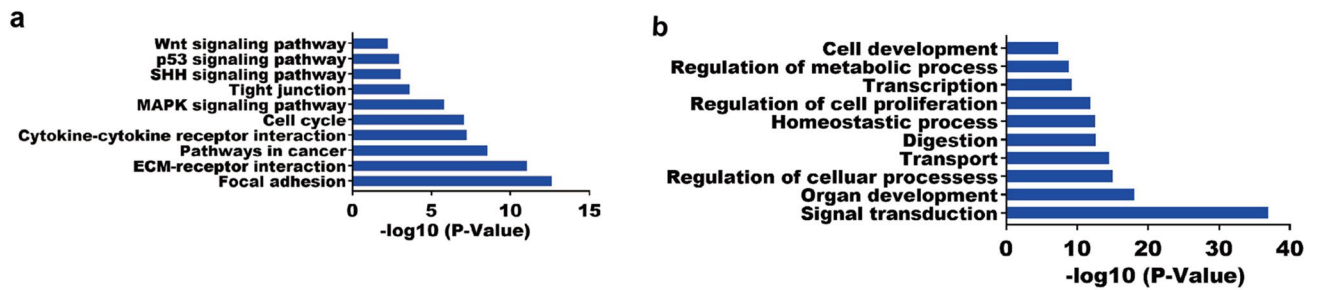 a
Wnt signaling pathway
p53 signaling pathway
SHH signaling pathway
Tight junction
MAPK signaling pathway
Cell cycle
Cytokine-cytokine receptor interaction
Pathways in cancer
ECM-receptor interaction
Focal adhesion
0 5 10 15
-log10 (P-Value)
b
Cell development
Regulation of metabolic process
Transcription
Regulation of cell proliferation
Homeostatic process
Digestion
Transport
Regulation of celluar processess
Organ development
Signal transduction
0 10 20 30 40
-log10 (P-Value)